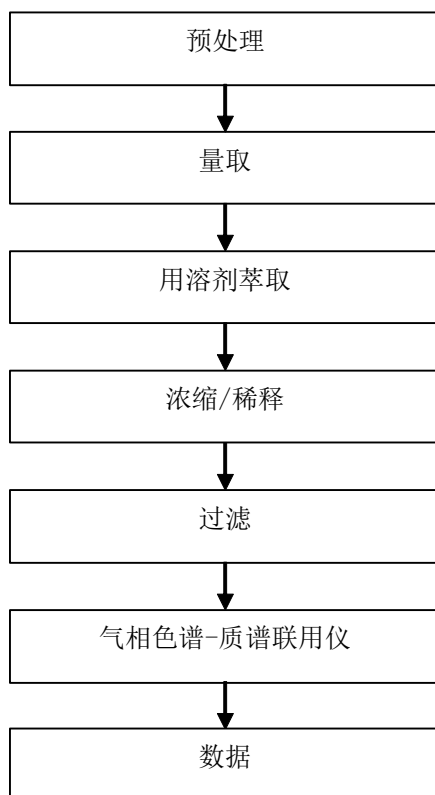 预处理
量取
用溶剂萃取
浓缩/稀释
过滤
气相色谱-质谱联用仪
数据